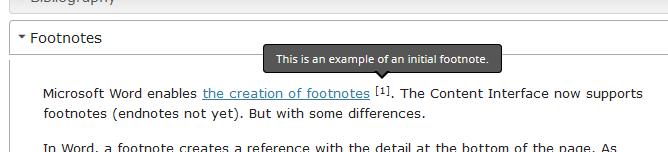 Bibliography
Footnotes
This is an example of an initial footnote.
Microsoft Word enables the creation of footnotes [1]. The Content Interface now supports
footnotes (endnotes not yet). But with some differences.
In Word, a footnote creates a reference with the detail at the bottom of the page. As